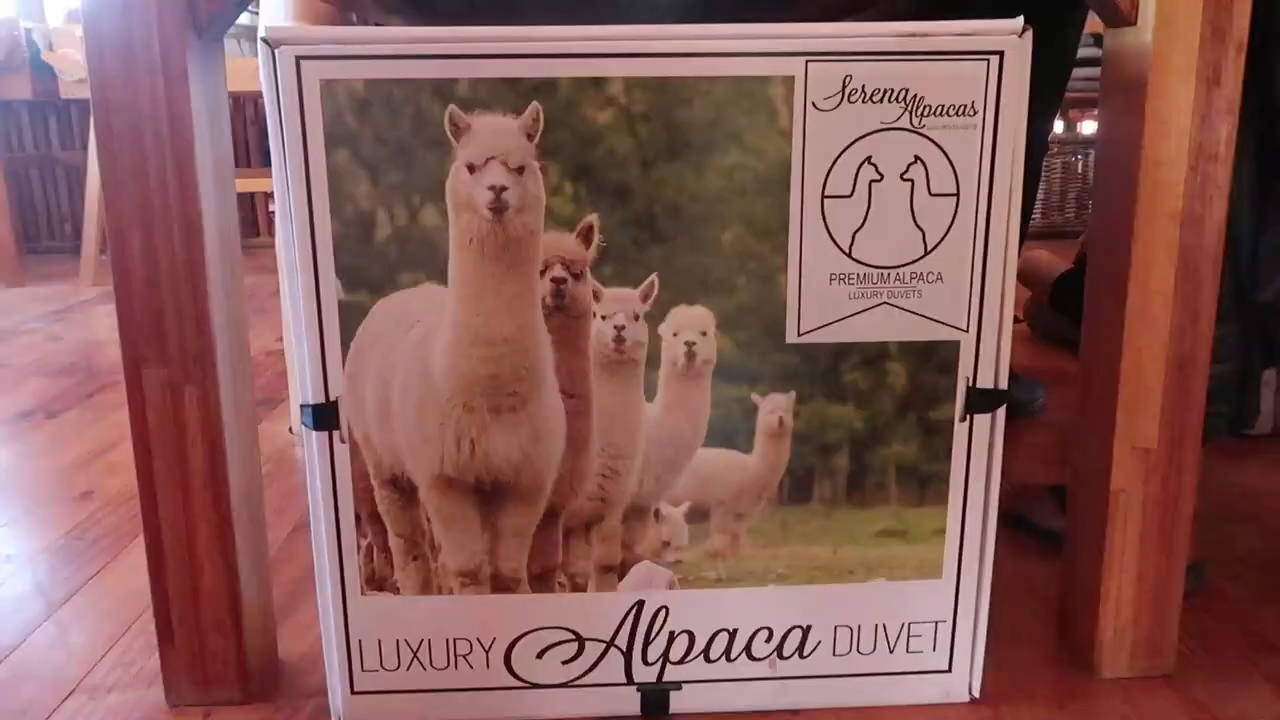 Serena
Alpacas
PREMIUM ALPACA
LUXURY DUVETS
LUXURY Alpaca DUVET